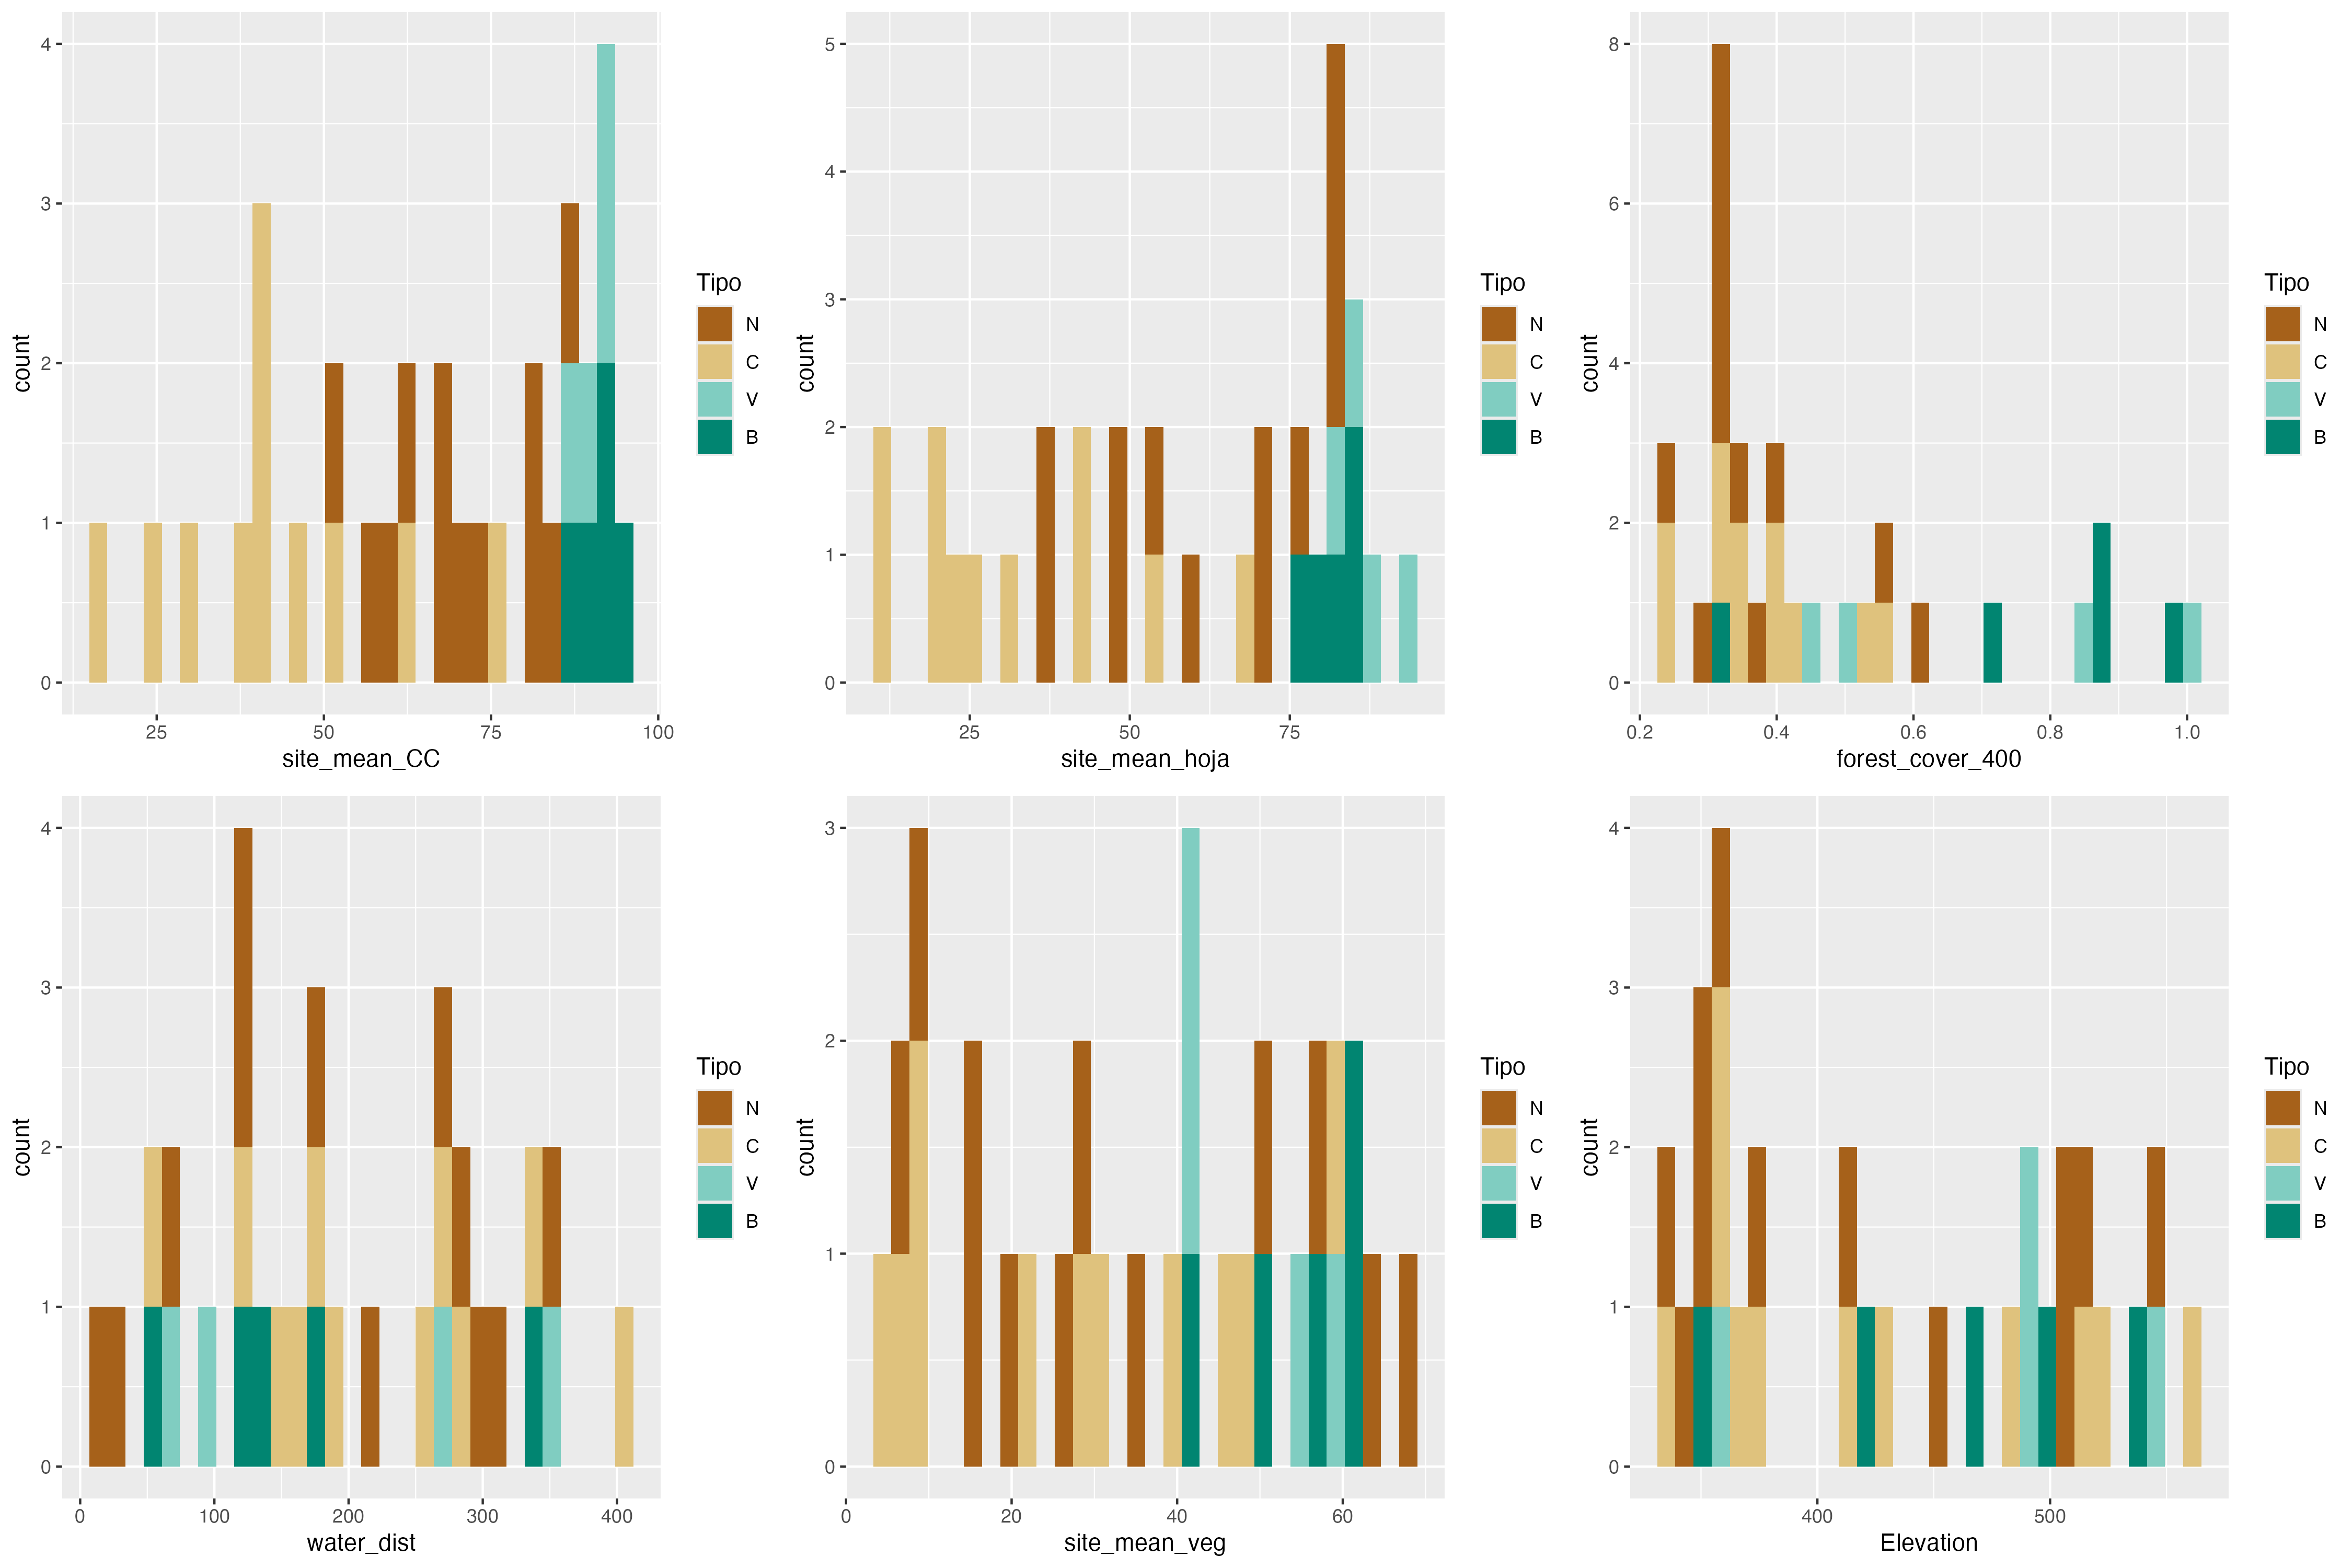 4
3
2
1
0
count
25
50
75
100
site_mean_CC
Tipo
N
C
V
B
5
4
3
2
1
0
count
25
50
75
site_mean_hoja
Tipo
N
C
V
B
8
6
4
2
0
count
0.2
0.4
0.6
0.8
1.0
forest_cover_400
Tipo
N
C
V
B
4
3
2
1
0
count
0
100
200
300
400
water_dist
Tipo
N
C
V
B
3
2
1
0
count
0
20
40
60
site_mean_veg
Tipo
N
C
V
B
4
3
2
1
0
count
400
500
Elevation
Tipo
N
C
V
B